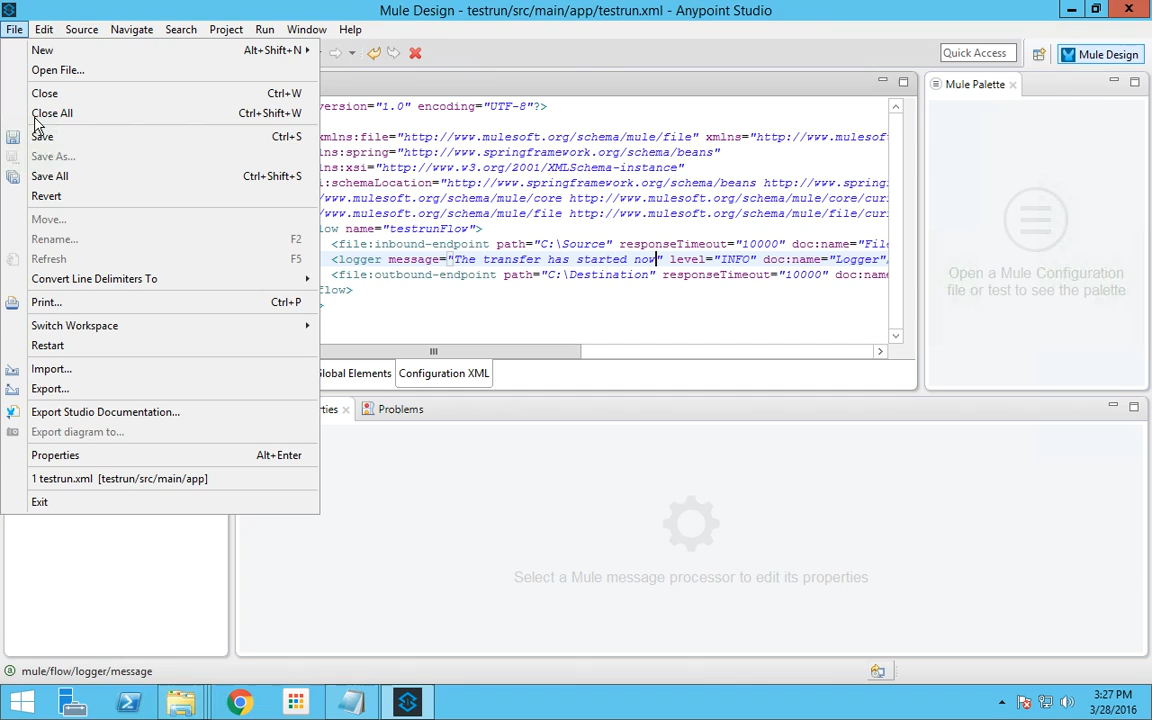 Mule Design - testrun/src/main/app/testrun.xml - Anypoint Studio
File Edit Source Navigate Search Project Run Window Help
New Alt+Shift+N
Open File...
Close Ctrl+W
Close All Ctrl+Shift+W
Save Ctrl+S
Save As...
Save All Ctrl+Shift+S
Revert
Move...
Rename... F2
Refresh F5
Convert Line Delimiters To
Print... Ctrl+P
Switch Workspace
Restart
Import...
Export...
Export Studio Documentation...
Export diagram to...
Properties Alt+Enter
1 testrun.xml [testrun/src/main/app]
Exit
Quick Access
Mule Design
version="1.0" encoding="UTF-8"?>
xmlns:file="http://www.mulesoft.org/schema/mule/file" xmlns="http://www.mulesoft
lns:spring="http://www.springframework.org/schema/beans"
lns:xsi="http://www.w3.org/2001/XMLSchema-instance"
i:schemaLocation="http://www.springframework.org/schema/beans http://www.spring
http://www.mulesoft.org/schema/mule/core http://www.mulesoft.org/schema/mule/core/cur
http://www.mulesoft.org/schema/mule/file http://www.mulesoft.org/schema/mule/file/cur
low name="testrunFlow">
<file:inbound-endpoint path="C:\Source" responseTimeout="10000" doc:name="File
<logger message="The transfer has started now" level="INFO" doc:name="Logger"/
<file:outbound-endpoint path="C:\Destination" responseTimeout="10000" doc:name
flow>
>
Global Elements
Configuration XML
Mule Palette
Open a Mule Configuration
file or test to see the palette
rties
Problems
Select a Mule message processor to edit its properties
mule/flow/logger/message
3:27 PM
3/28/2016